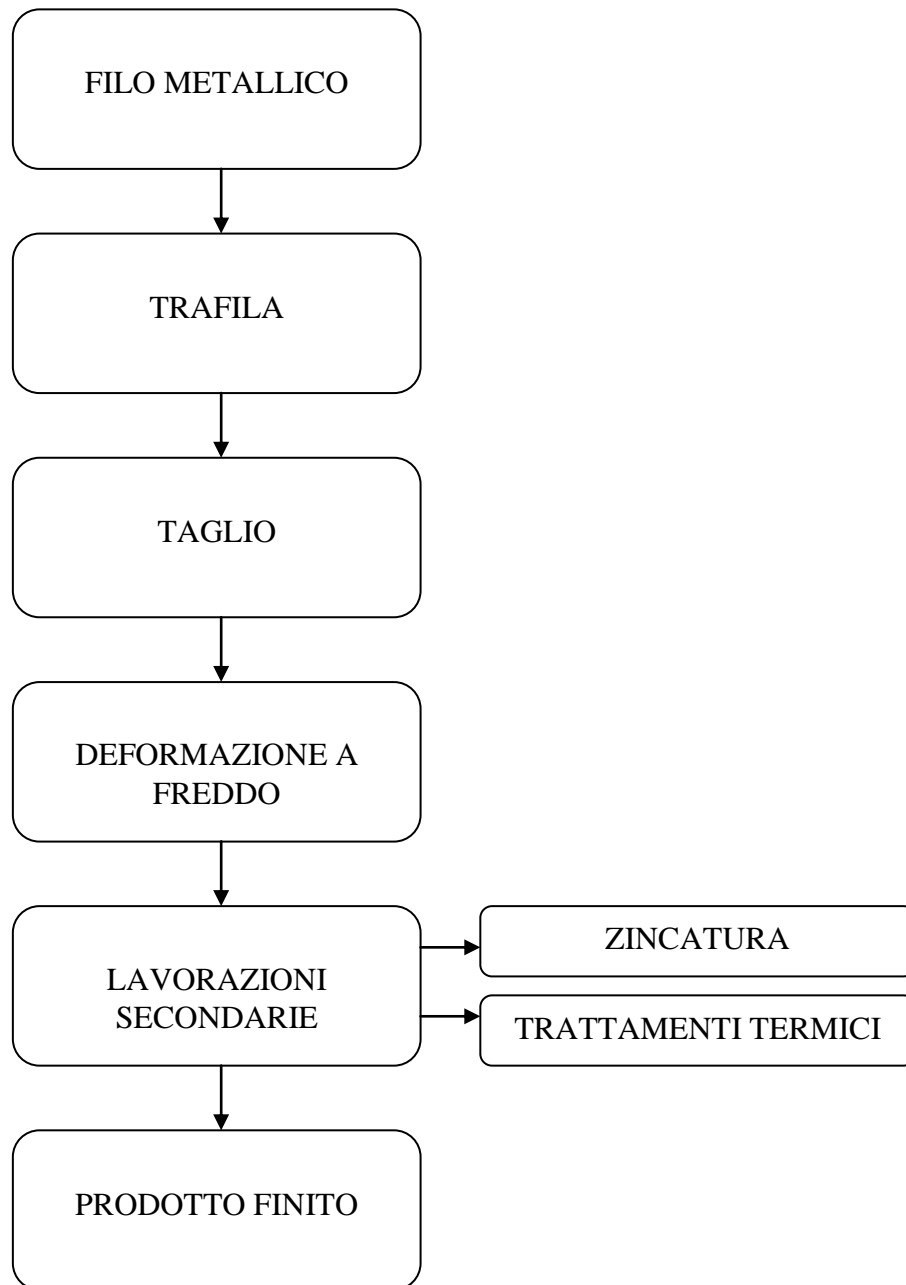 FILO METALLICO
TRAFILA
TAGLIO
DEFORMAZIONE A
FREDDO
LAVORAZIONI
SECONDARIE
ZINCATURA
TRATTAMENTI TERMICI
PRODOTTO FINITO